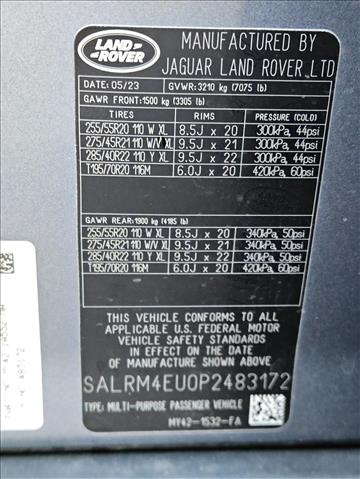 LAND
ROVER
MANUFACTURED BY
JAGUAR LAND ROVER LTD
DATE: 05/23 GVWR: 3210 kg (7075 lb)
GAWR FRONT:1500 kg (3305 lb)
TIRES RIMS PRESSURE (COLD)
255/55R20 110 W XL 8.5J x 20 300kPa, 44psi
275/45R21 110 W/V XL 9.5J x 21 300kPa, 44psi
285/40R22 110 Y XL 9.5J x 22 300kPa, 44psi
T195/70R20 116M 6.0J x 20 420kPa, 60psi
GAWR REAR:1900 kg (4185 lb)
255/55R20 110 W XL 8.5J x 20 340kPa, 50psi
275/45R21 110 W/V XL 9.5J x 21 340kPa, 50psi
285/40R22 110 Y XL 9.5J x 22 340kPa, 50psi
T195/70R20 116M 6.0J x 20 420kPa, 60psi
THIS VEHICLE CONFORMS TO ALL
APPLICABLE U.S. FEDERAL MOTOR
VEHICLE SAFETY STANDARDS IN
EFFECT ON THE DATE OF
MANUFACTURE SHOWN ABOVE
SALRM4EU0P2483172
TYPE: MULTI-PURPOSE PASSENGER VEHICLE
MY42-1532-FA